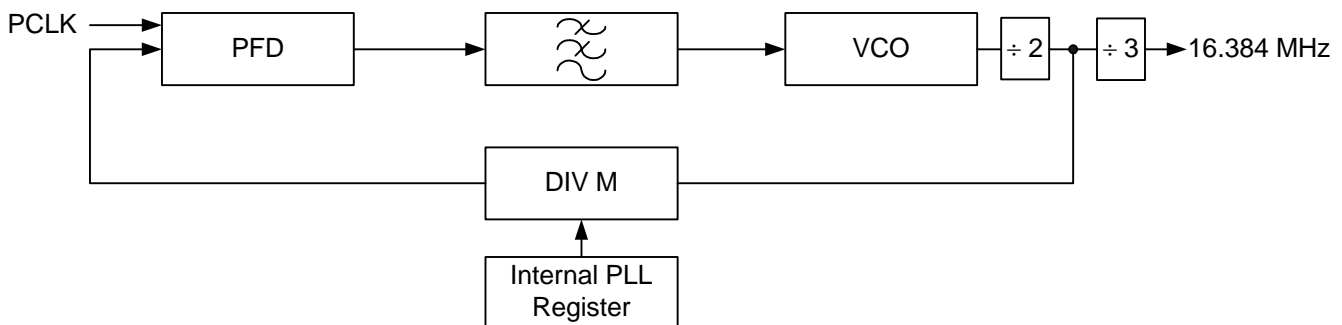 PCLK
PFD
VCO
÷ 2
÷ 3
16.384 MHz
DIV M
Internal PLL
Register